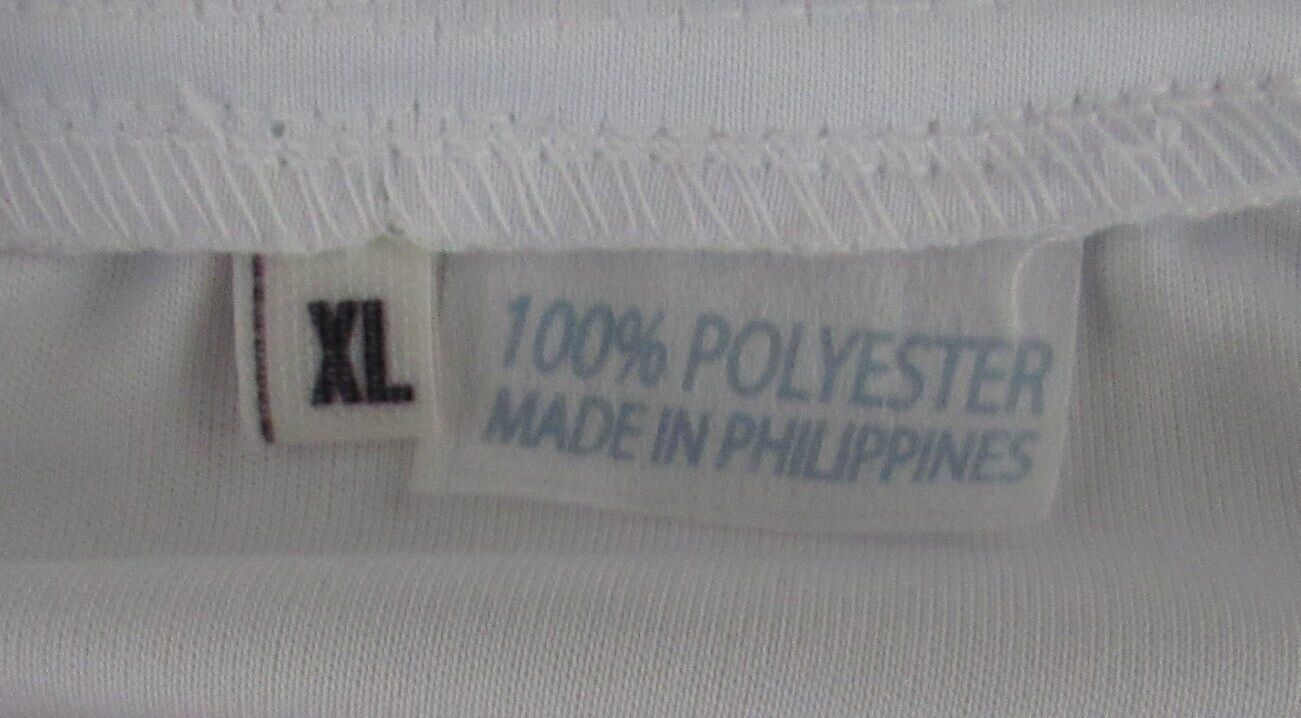 XL
100% POLYESTER
MADE IN PHILIPPINES